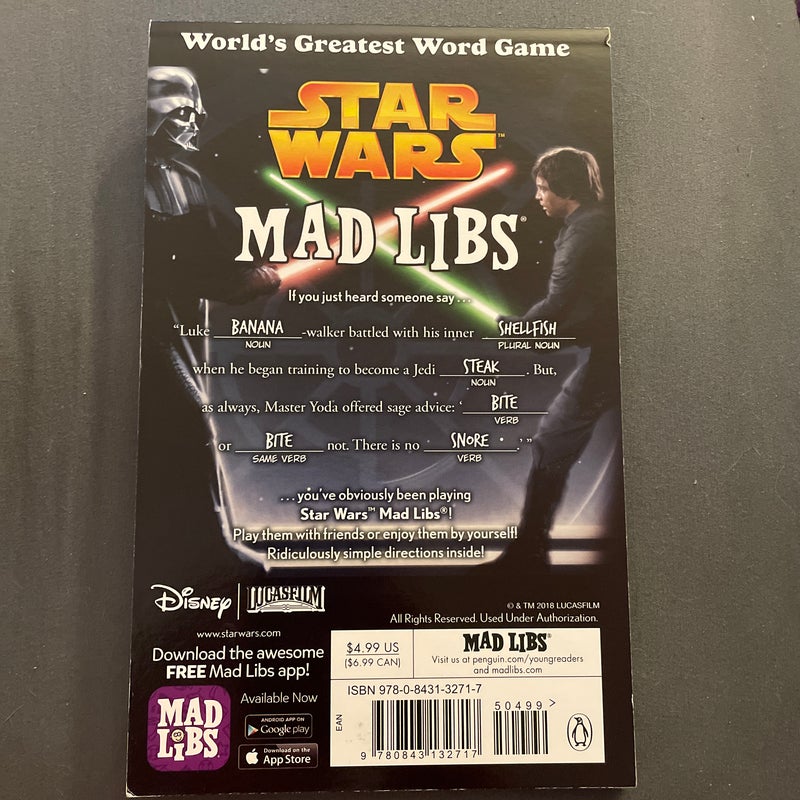 World's Greatest Word Game
STAR
WARS™
MAD LIBS®
If you just heard someone say...
“Luke BANANA -walker battled with his inner SHELLFISH
NOUN PLURAL NOUN
when he began training to become a Jedi STEAK . But,
NOUN
as always, Master Yoda offered sage advice: ‘ BITE
VERB
or BITE not. There is no SNORE .’ ”
SAME VERB VERB
...you've obviously been playing
Star Wars™ Mad Libs®!
Play them with friends or enjoy them by yourself!
Ridiculously simple directions inside!
Disney | LUCASFILM
© & TM 2018 LUCASFILM
All Rights Reserved. Used Under Authorization.
www.starwars.com
Download the awesome
FREE Mad Libs app!
Available Now
MAD
LIBS
ANDROID APP ON
Google play
Download on the
App Store
$4.99 US
($6.99 CAN)
MAD LIBS®
Visit us at penguin.com/youngreaders
and madlibs.com
ISBN 978-0-8431-3271-7
50499>
EAN
9 780843 132717